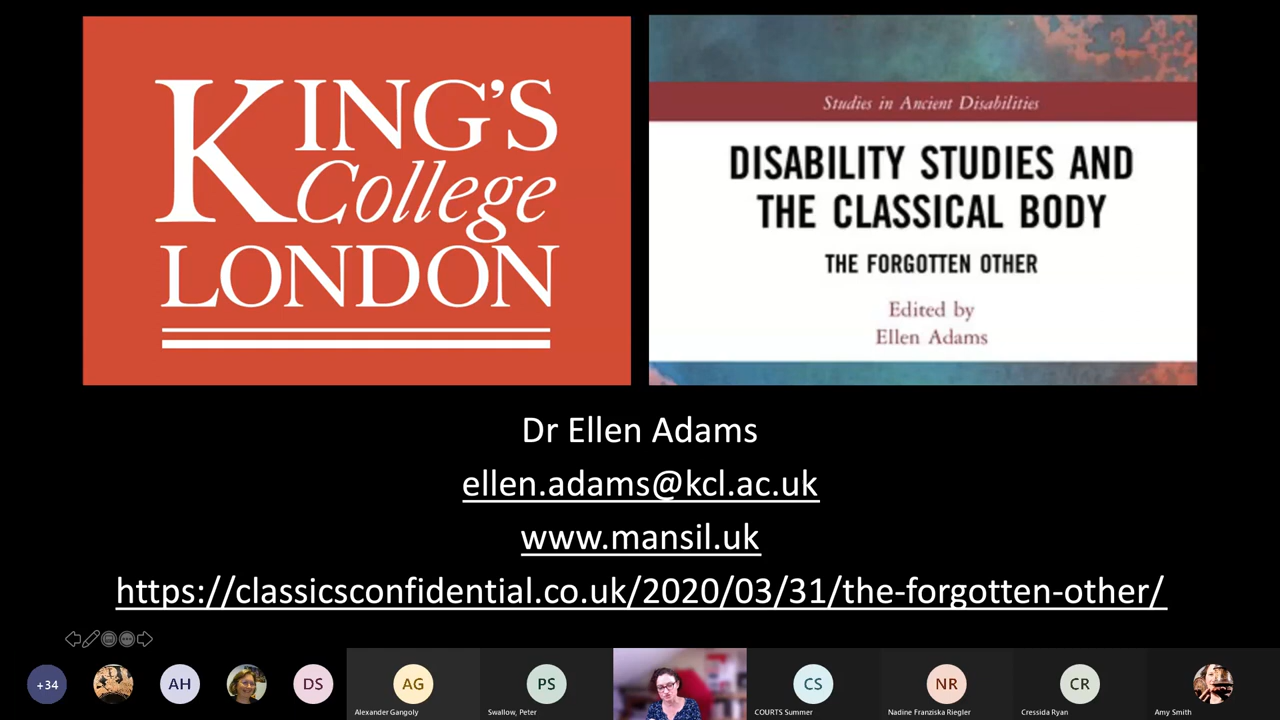 KING'S
College
LONDON
Studies in Ancient Disabilities
DISABILITY STUDIES AND
THE CLASSICAL BODY
THE FORGOTTEN OTHER
Edited by
Ellen Adams
Dr Ellen Adams
ellen.adams@kcl.ac.uk
www.mansil.uk
https://classicsconfidential.co.uk/2020/03/31/the-forgotten-other/
+34
AH
DS
AG
PS
CS
NR
CR
Alexander Gangoly
Swallow, Peter
COURTS Summer
Nadine Franziska Riegler
Cressida Ryan
Amy Smith